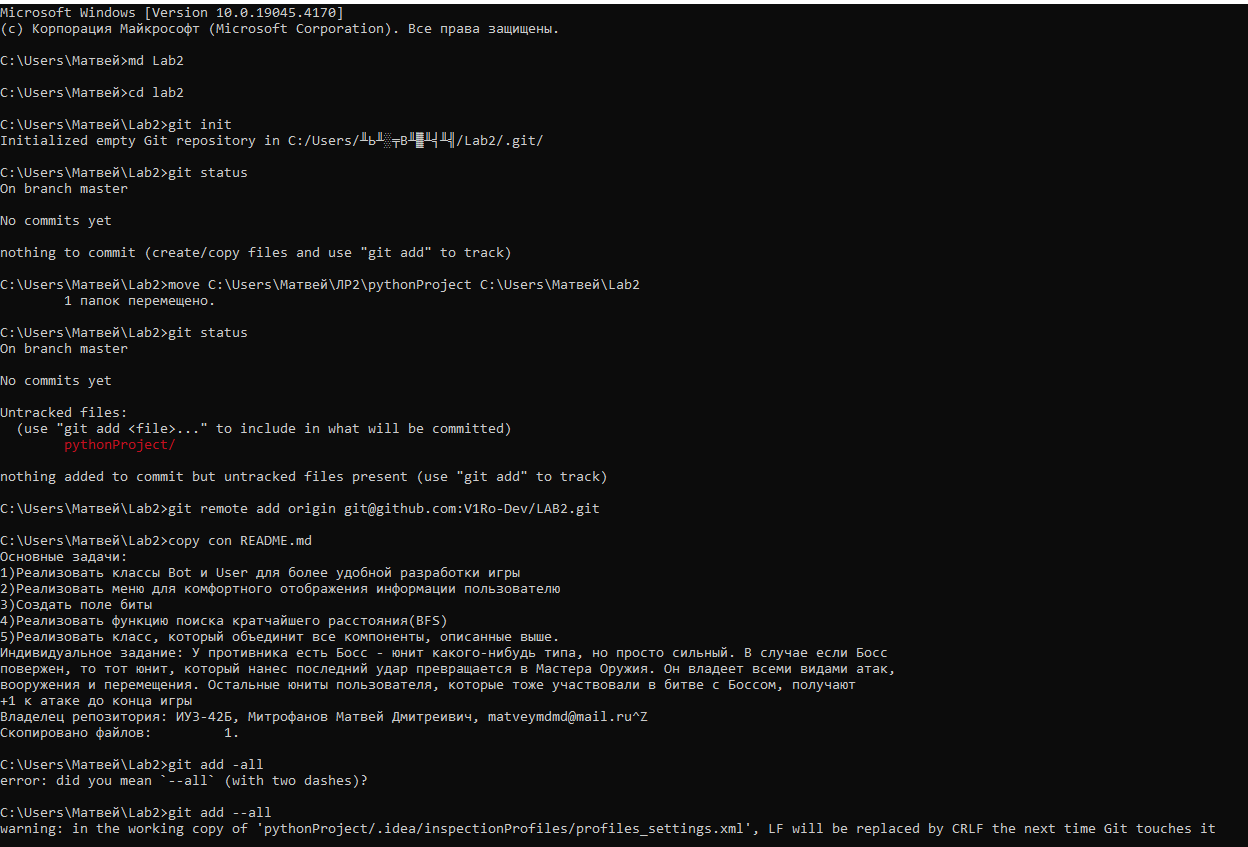 Microsoft Windows [Version 10.0.19045.4170]
(c) Корпорация Майкрософт (Microsoft Corporation). Все права защищены.
C:\Users\Матвей>md Lab2
C:\Users\Матвей>cd lab2
C:\Users\Матвей\Lab2>git init
Initialized empty Git repository in C:/Users/╨Ь╨░╤В╨▓╨╡╨╣/Lab2/.git/
C:\Users\Матвей\Lab2>git status
On branch master
No commits yet
nothing to commit (create/copy files and use "git add" to track)
C:\Users\Матвей\Lab2>move C:\Users\Матвей\ЛР2\pythonProject C:\Users\Матвей\Lab2
1 папок перемещено.
C:\Users\Матвей\Lab2>git status
On branch master
No commits yet
Untracked files:
(use "git add <file>..." to include in what will be committed)
pythonProject/
nothing added to commit but untracked files present (use "git add" to track)
C:\Users\Матвей\Lab2>git remote add origin git@github.com:V1Ro-Dev/LAB2.git
C:\Users\Матвей\Lab2>copy con README.md
Основные задачи:
1)Реализовать классы Bot и User для более удобной разработки игры
2)Реализовать меню для комфортного отображения информации пользователю
3)Создать поле биты
4)Реализовать функцию поиска кратчайшего расстояния(BFS)
5)Реализовать класс, который объединит все компоненты, описанные выше.
Индивидуальное задание: У противника есть Босс - юнит какого-нибудь типа, но просто сильный. В случае если Босс
повержен, то тот юнит, который нанес последний удар превращается в Мастера Оружия. Он владеет всеми видами атак,
вооружения и перемещения. Остальные юниты пользователя, которые тоже участвовали в битве с Боссом, получают
+1 к атаке до конца игры
Владелец репозитория: ИУ3-42Б, Митрофанов Матвей Дмитреивич, matveymdmd@mail.ru^Z
Скопировано файлов: 1.
C:\Users\Матвей\Lab2>git add -all
error: did you mean `--all` (with two dashes)?
C:\Users\Матвей\Lab2>git add --all
warning: in the working copy of 'pythonProject/.idea/inspectionProfiles/profiles_settings.xml', LF will be replaced by CRLF the next time Git touches it